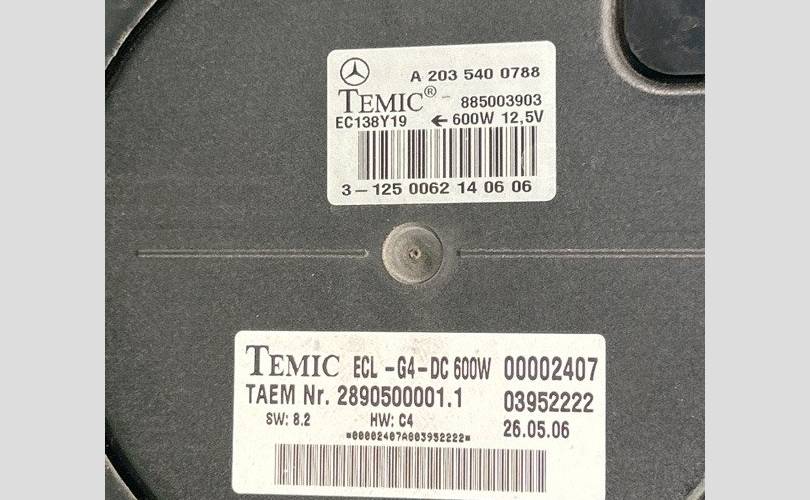 A 203 540 0788
TEMIC® - 885003903
EC138Y19 ← 600W 12,5V
3-125 0062 14 06 06
TEMIC ECL -G4-DC 600W 00002407
TAEM Nr. 2890500001.1 03952222
SW: 8.2 HW: C4 26.05.06
*00002407A003952222*